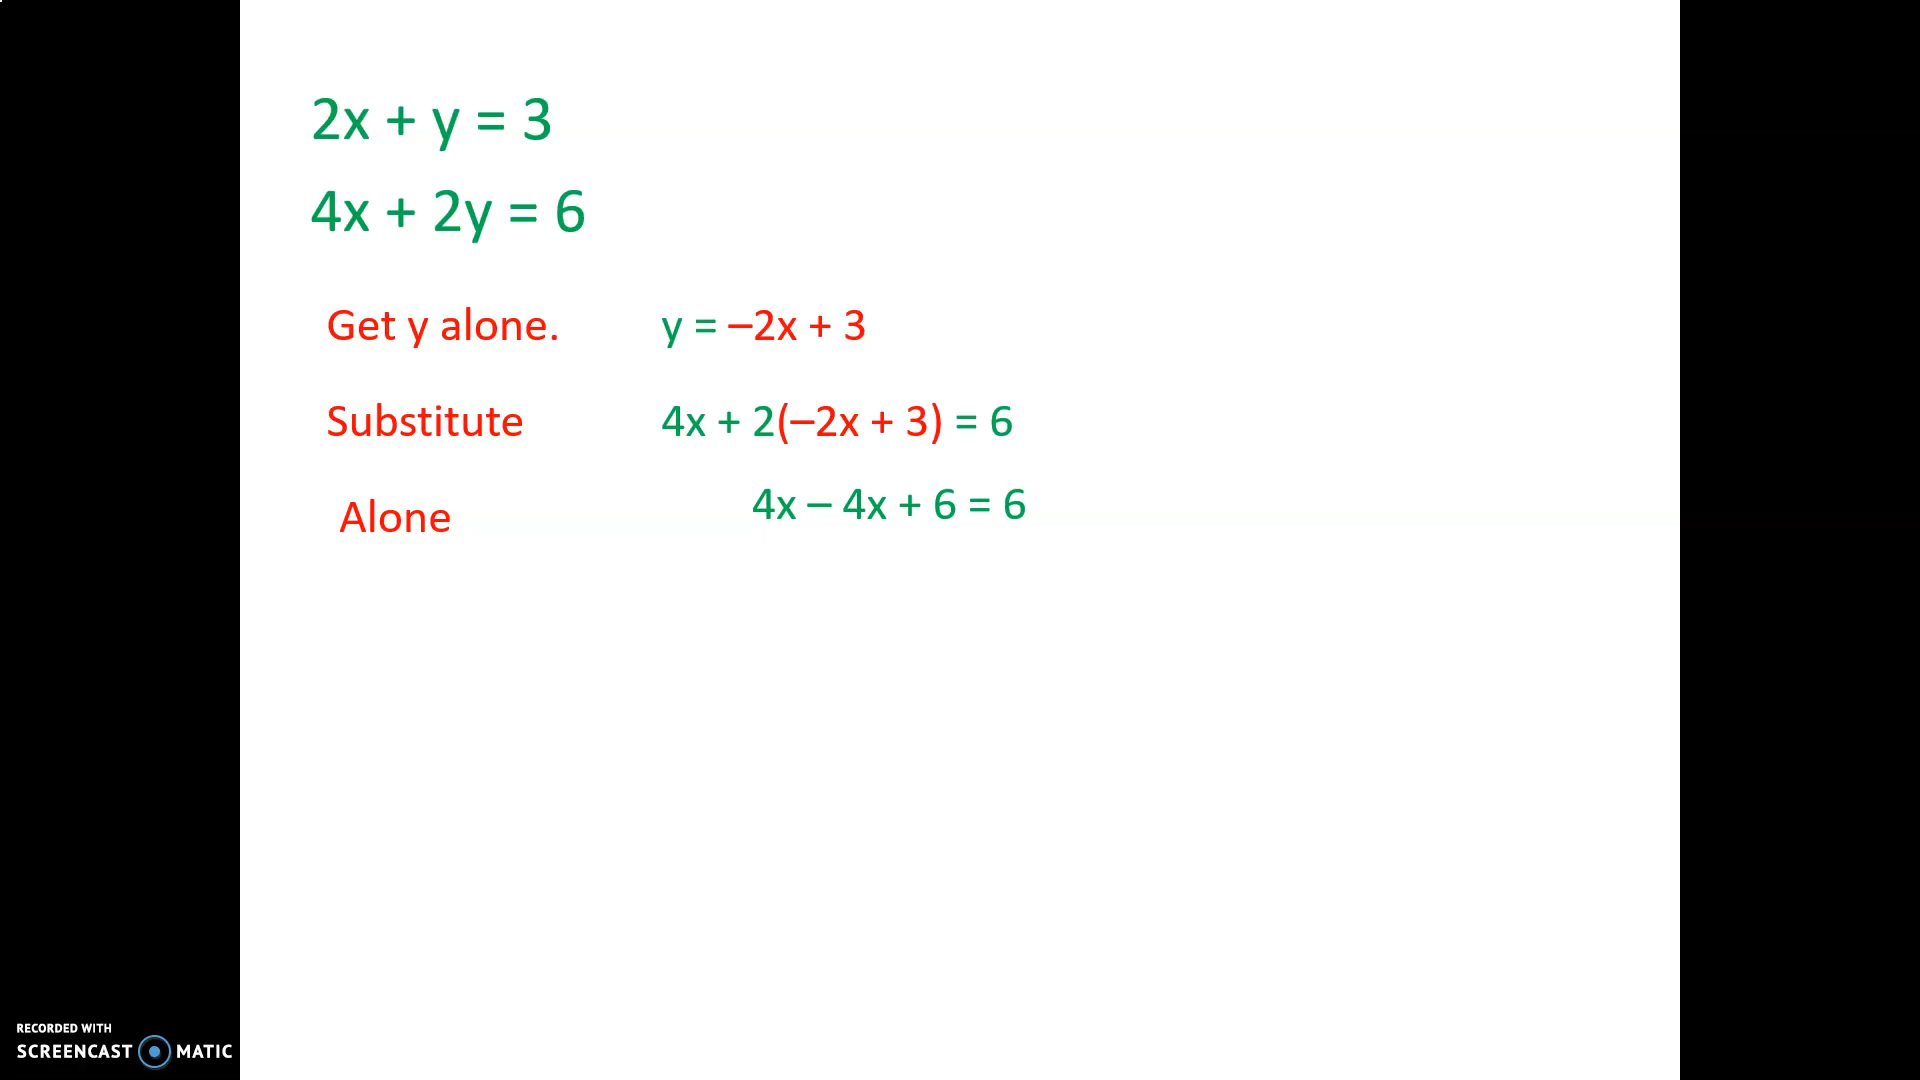 2x + y = 3
4x + 2y = 6
Get y alone. y = –2x + 3
Substitute 4x + 2(–2x + 3) = 6
Alone 4x – 4x + 6 = 6
RECORDED WITH
SCREENCAST MATIC